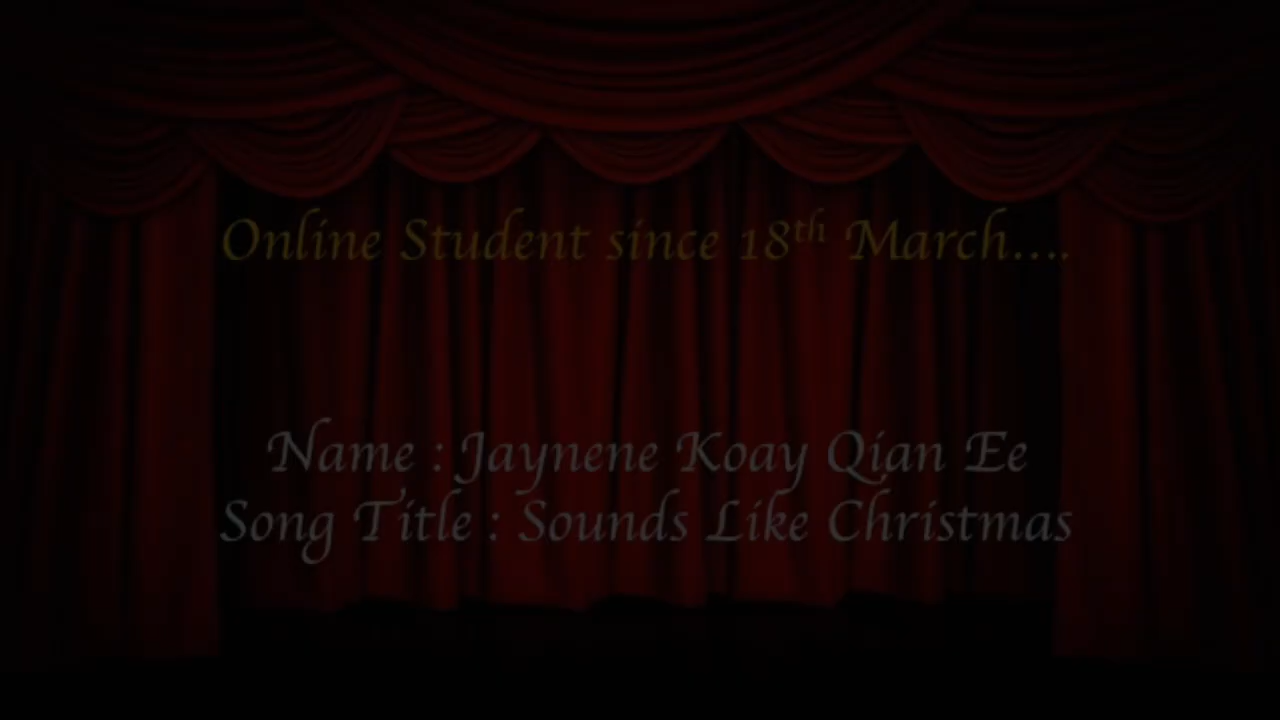 Online Student since 18th March....
Name : Jaynene Koay Qian Ee
Song Title : Sounds Like Christmas